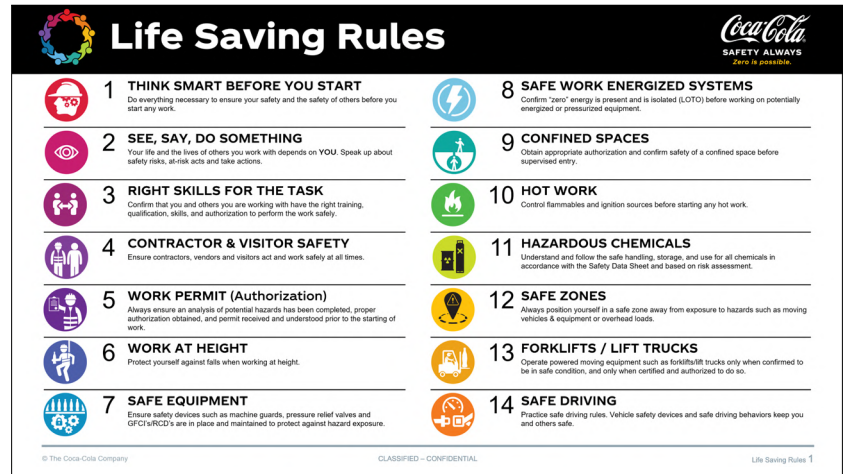 Life Saving Rules
Coca-Cola
SAFETY ALWAYS
Zero is possible.
1 THINK SMART BEFORE YOU START
Do everything necessary to ensure your safety and the safety of others before you
start any work.
2 SEE, SAY, DO SOMETHING
Your life and the lives of others you work with depends on YOU. Speak up about
safety risks, at-risk acts and take actions.
3 RIGHT SKILLS FOR THE TASK
Confirm that you and others you are working with have the right training,
qualification, skills, and authorization to perform the work safely.
4 CONTRACTOR & VISITOR SAFETY
Ensure contractors, vendors and visitors act and work safely at all times.
5 WORK PERMIT (Authorization)
Always ensure an analysis of potential hazards has been completed, proper
authorization obtained, and permit received and understood prior to the starting of
work.
6 WORK AT HEIGHT
Protect yourself against falls when working at height.
7 SAFE EQUIPMENT
Ensure safety devices such as machine guards, pressure relief valves and
GFCI's/RCD's are in place and maintained to protect against hazard exposure.
8 SAFE WORK ENERGIZED SYSTEMS
Confirm "zero" energy is present and is isolated (LOTO) before working on potentially
energized or pressurized equipment.
9 CONFINED SPACES
Obtain appropriate authorization and confirm safety of a confined space before
supervised entry.
10 HOT WORK
Control flammables and ignition sources before starting any hot work.
11 HAZARDOUS CHEMICALS
Understand and follow the safe handling, storage, and use for all chemicals in
accordance with the Safety Data Sheet and based on risk assessment.
12 SAFE ZONES
Always position yourself in a safe zone away from exposure to hazards such as moving
vehicles & equipment or overhead loads.
13 FORKLIFTS / LIFT TRUCKS
Operate powered moving equipment such as forklifts/lift trucks only when confirmed to
be in safe condition, and only when certified and authorized to do so.
14 SAFE DRIVING
Practice safe driving rules. Vehicle safety devices and safe driving behaviors keep you
and others safe.
© The Coca-Cola Company
CLASSIFIED – CONFIDENTIAL
Life Saving Rules 1